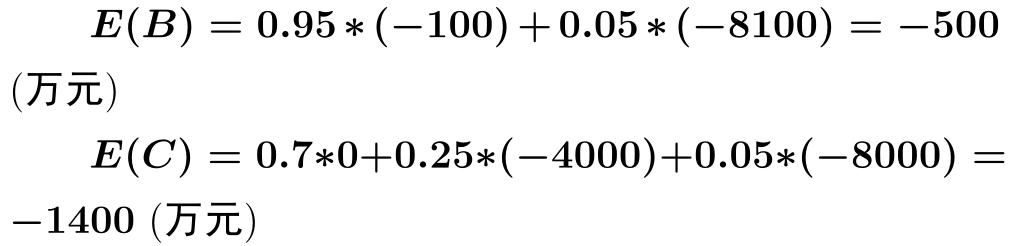 E(B) = 0.95 * (−100) + 0.05 * (−8100) = −500
(万元)
E(C) = 0.7*0+0.25*(−4000)+0.05*(−8000) =
−1400 (万元)